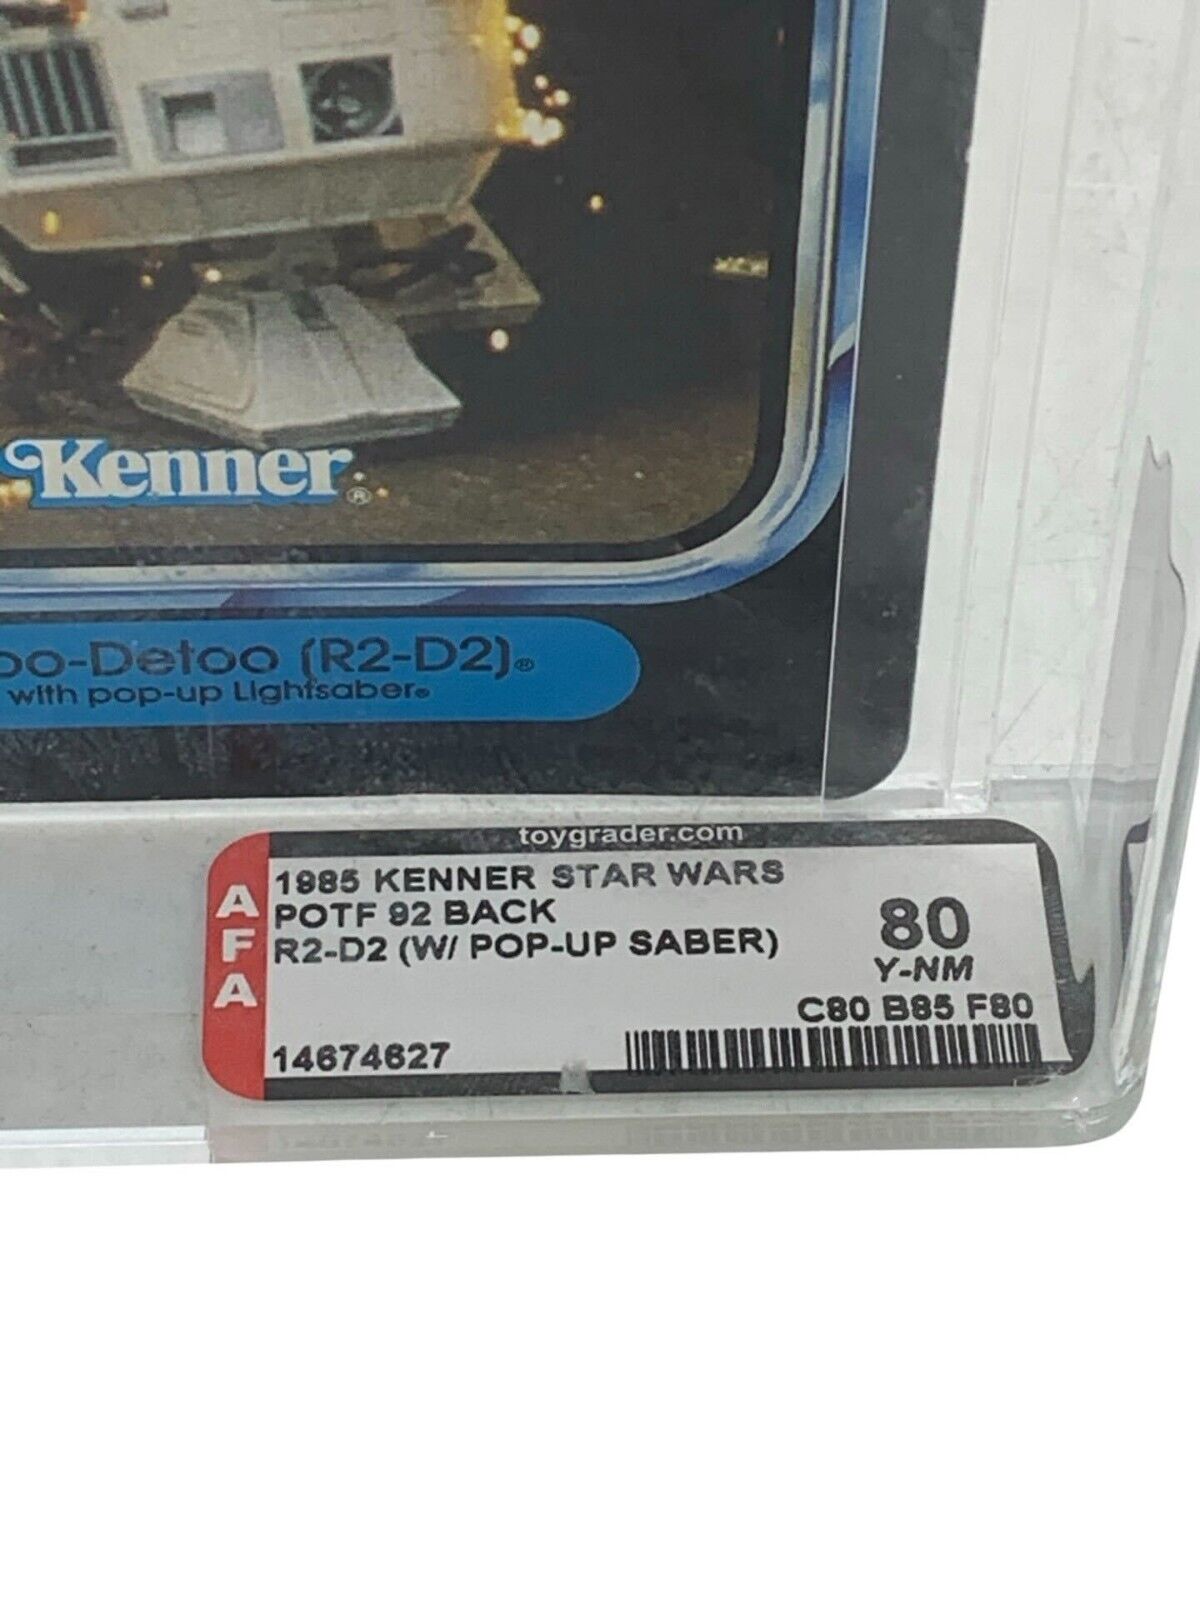 Kenner®
oo-Detoo (R2-D2)®
with pop-up Lightsaber®
toygrader.com
AFA
1985 KENNER STAR WARS
POTF 92 BACK
R2-D2 (W/ POP-UP SABER)
80
Y-NM
C80 B85 F80
14674627